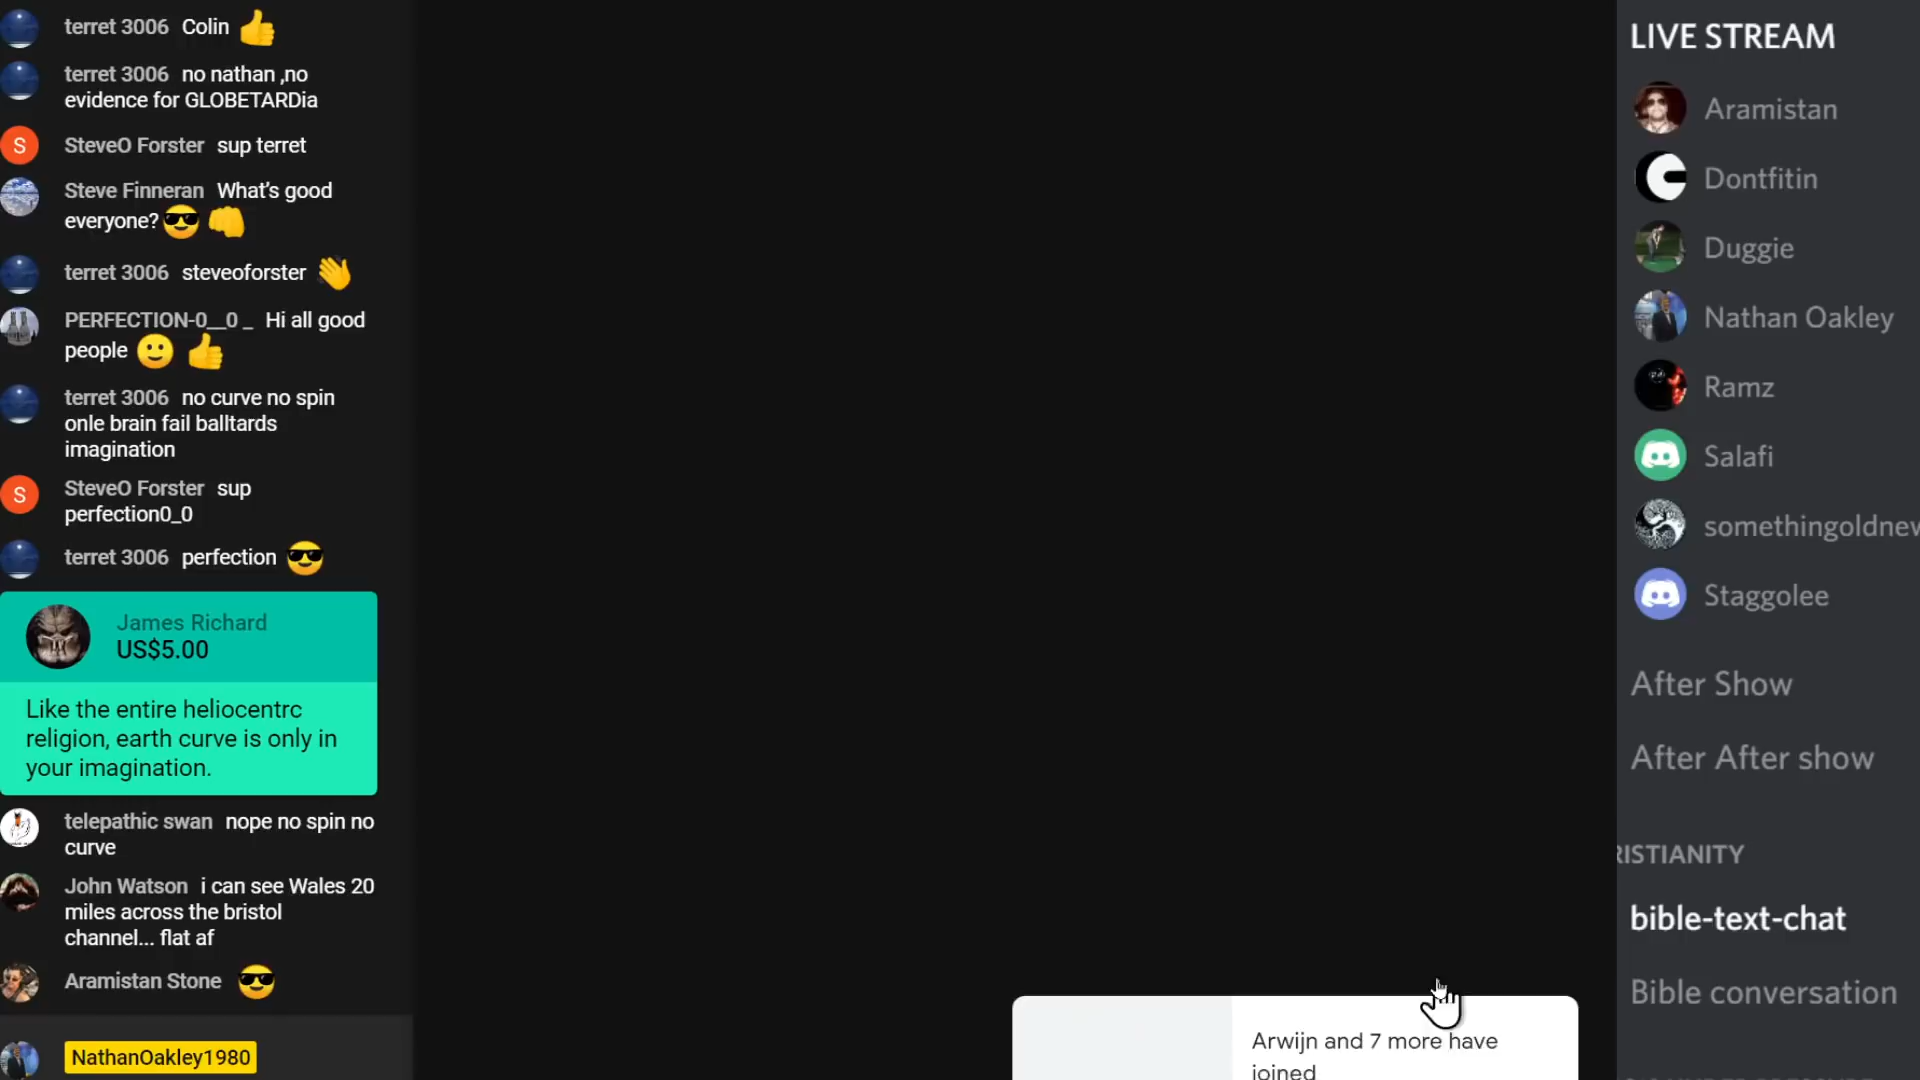 terret 3006 Colin 👍
terret 3006 no nathan ,no
evidence for GLOBETARDia
S
SteveO Forster sup terret
Steve Finneran What's good
everyone?😎 👊
terret 3006 steveoforster 👋
PERFECTION-0__0 _ Hi all good
people 🙂 👍
terret 3006 no curve no spin
onle brain fail balltards
imagination
S
SteveO Forster sup
perfection0_0
terret 3006 perfection 😎
James Richard
US$5.00
Like the entire heliocentrc
religion, earth curve is only in
your imagination.
telepathic swan nope no spin no
curve
John Watson i can see Wales 20
miles across the bristol
channel... flat af
Aramistan Stone 😎
NathanOakley1980
Arwijn and 7 more have
joined
LIVE STREAM
Aramistan
Dontfitin
Duggie
Nathan Oakley
Ramz
Salafi
somethingoldnew
Staggolee
After Show
After After show
RISTIANITY
bible-text-chat
Bible conversation